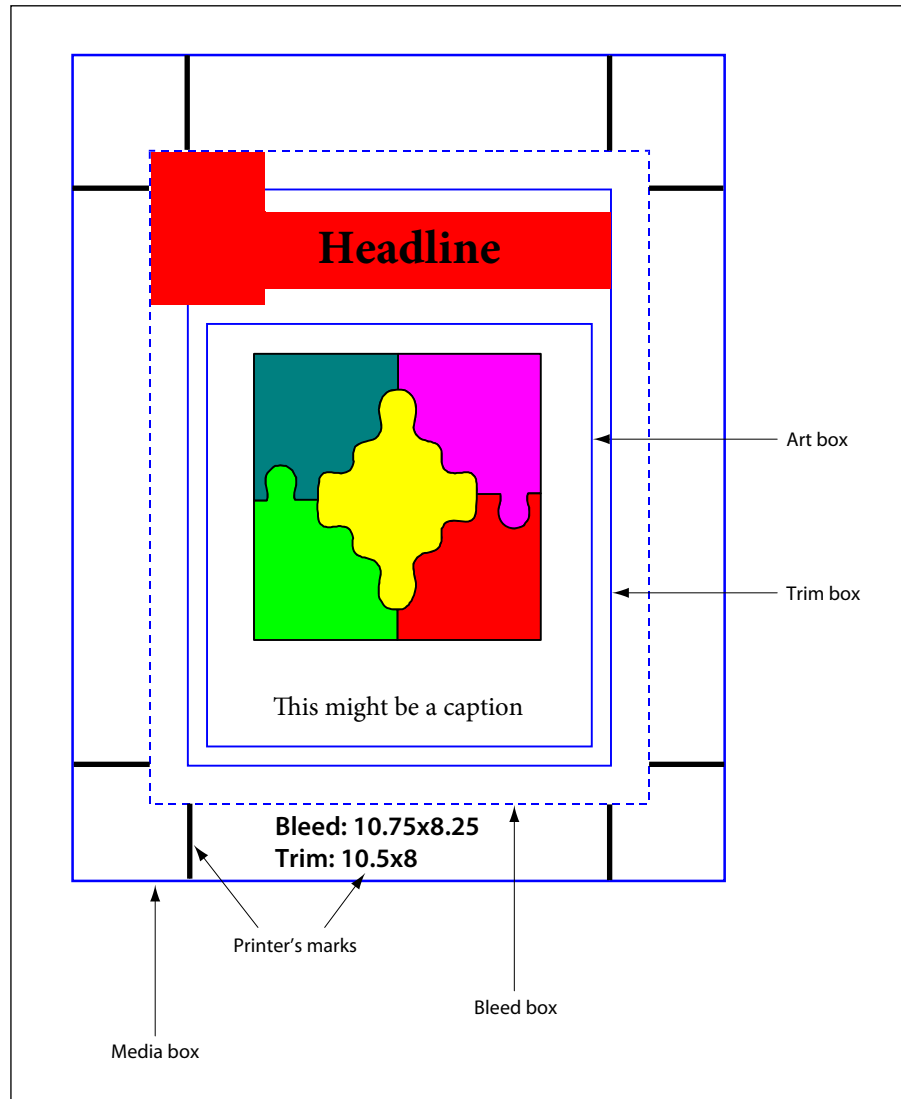 Headline
Art box
Trim box
This might be a caption
Bleed: 10.75x8.25
Trim: 10.5x8
Printer’s marks
Bleed box
Media box